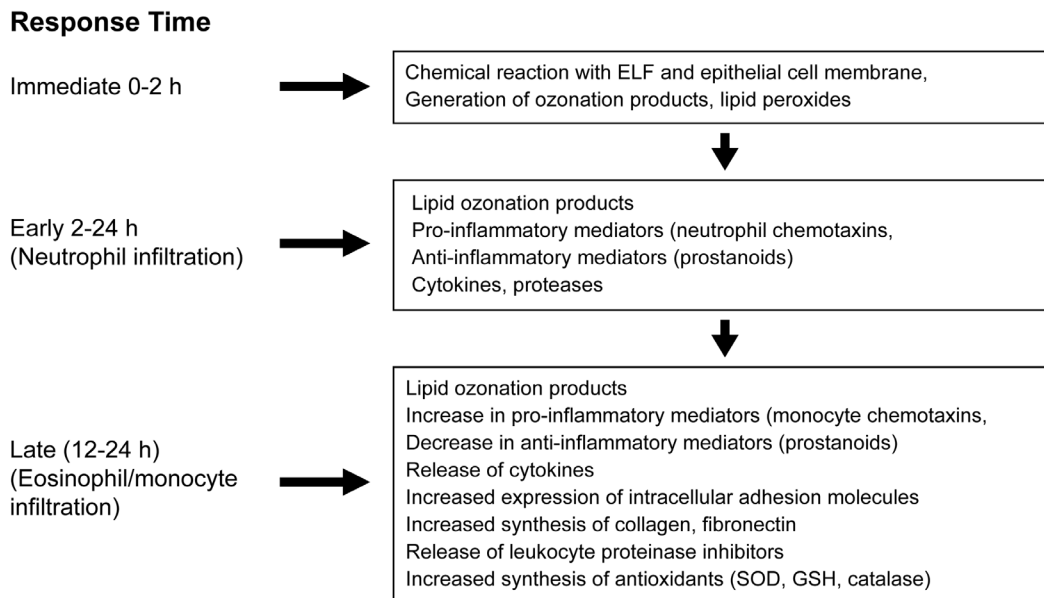 Response Time
Immediate 0-2 h
Chemical reaction with ELF and epithelial cell membrane,
Generation of ozonation products, lipid peroxides
Early 2-24 h
(Neutrophil infiltration)
Lipid ozonation products
Pro-inflammatory mediators (neutrophil chemotaxins,
Anti-inflammatory mediators (prostanoids)
Cytokines, proteases
Late (12-24 h)
(Eosinophil/monocyte
infiltration)
Lipid ozonation products
Increase in pro-inflammatory mediators (monocyte chemotaxins,
Decrease in anti-inflammatory mediators (prostanoids)
Release of cytokines
Increased expression of intracellular adhesion molecules
Increased synthesis of collagen, fibronectin
Release of leukocyte proteinase inhibitors
Increased synthesis of antioxidants (SOD, GSH, catalase)